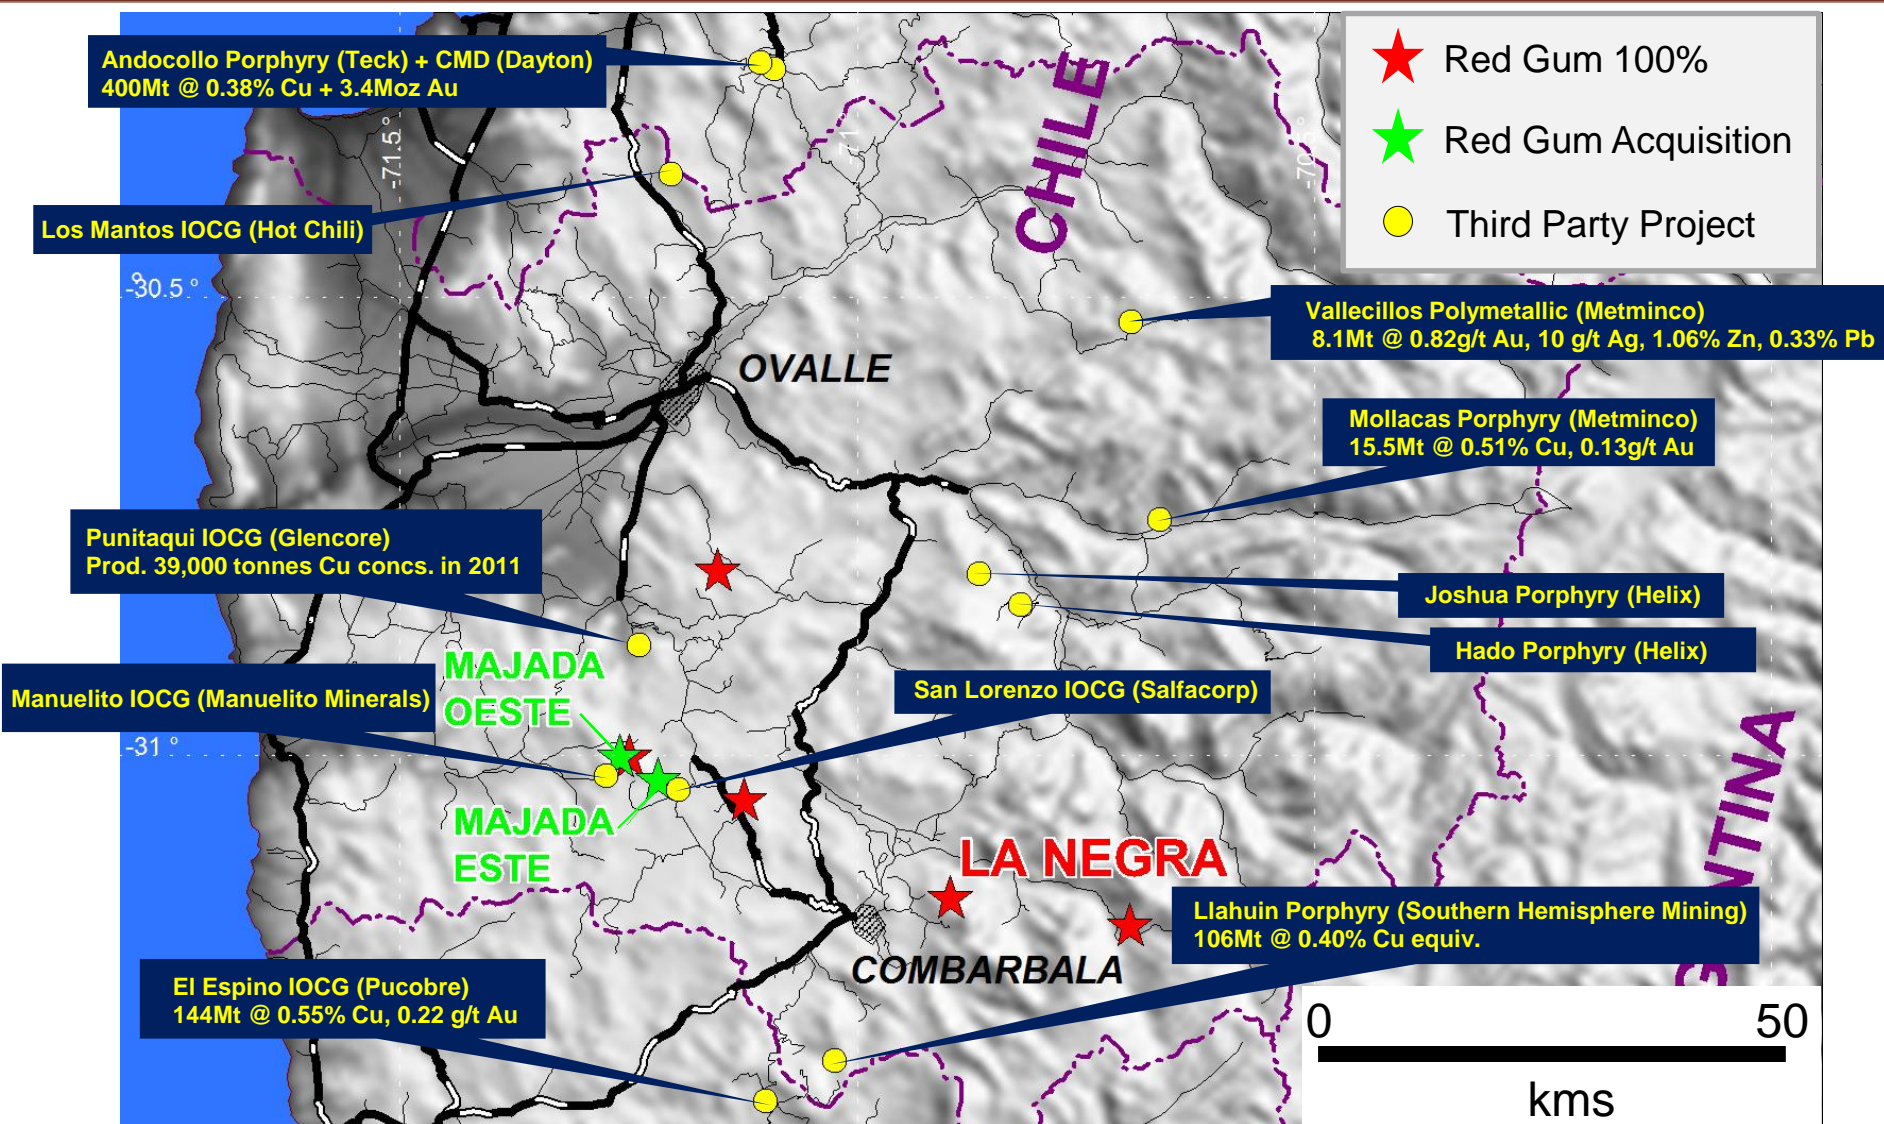 Andocollo Porphyry (Teck) + CMD (Dayton)
400Mt @ 0.38% Cu + 3.4Moz Au
Red Gum 100%
Red Gum Acquisition
Third Party Project
CHILE
-71.5 °
-71 °
-70.5 °
Los Mantos IOCG (Hot Chili)
-30.5 °
Vallecillos Polymetallic (Metminco)
8.1Mt @ 0.82g/t Au, 10 g/t Ag, 1.06% Zn, 0.33% Pb
OVALLE
Mollacas Porphyry (Metminco)
15.5Mt @ 0.51% Cu, 0.13g/t Au
Punitaqui IOCG (Glencore)
Prod. 39,000 tonnes Cu concs. in 2011
Joshua Porphyry (Helix)
Hado Porphyry (Helix)
MAJADA
OESTE
Manuelito IOCG (Manuelito Minerals)
San Lorenzo IOCG (Salfacorp)
-31 °
MAJADA
ESTE
LA NEGRA
GENTINA
Llahuin Porphyry (Southern Hemisphere Mining)
106Mt @ 0.40% Cu equiv.
COMBARBALA
El Espino IOCG (Pucobre)
144Mt @ 0.55% Cu, 0.22 g/t Au
0 50
kms